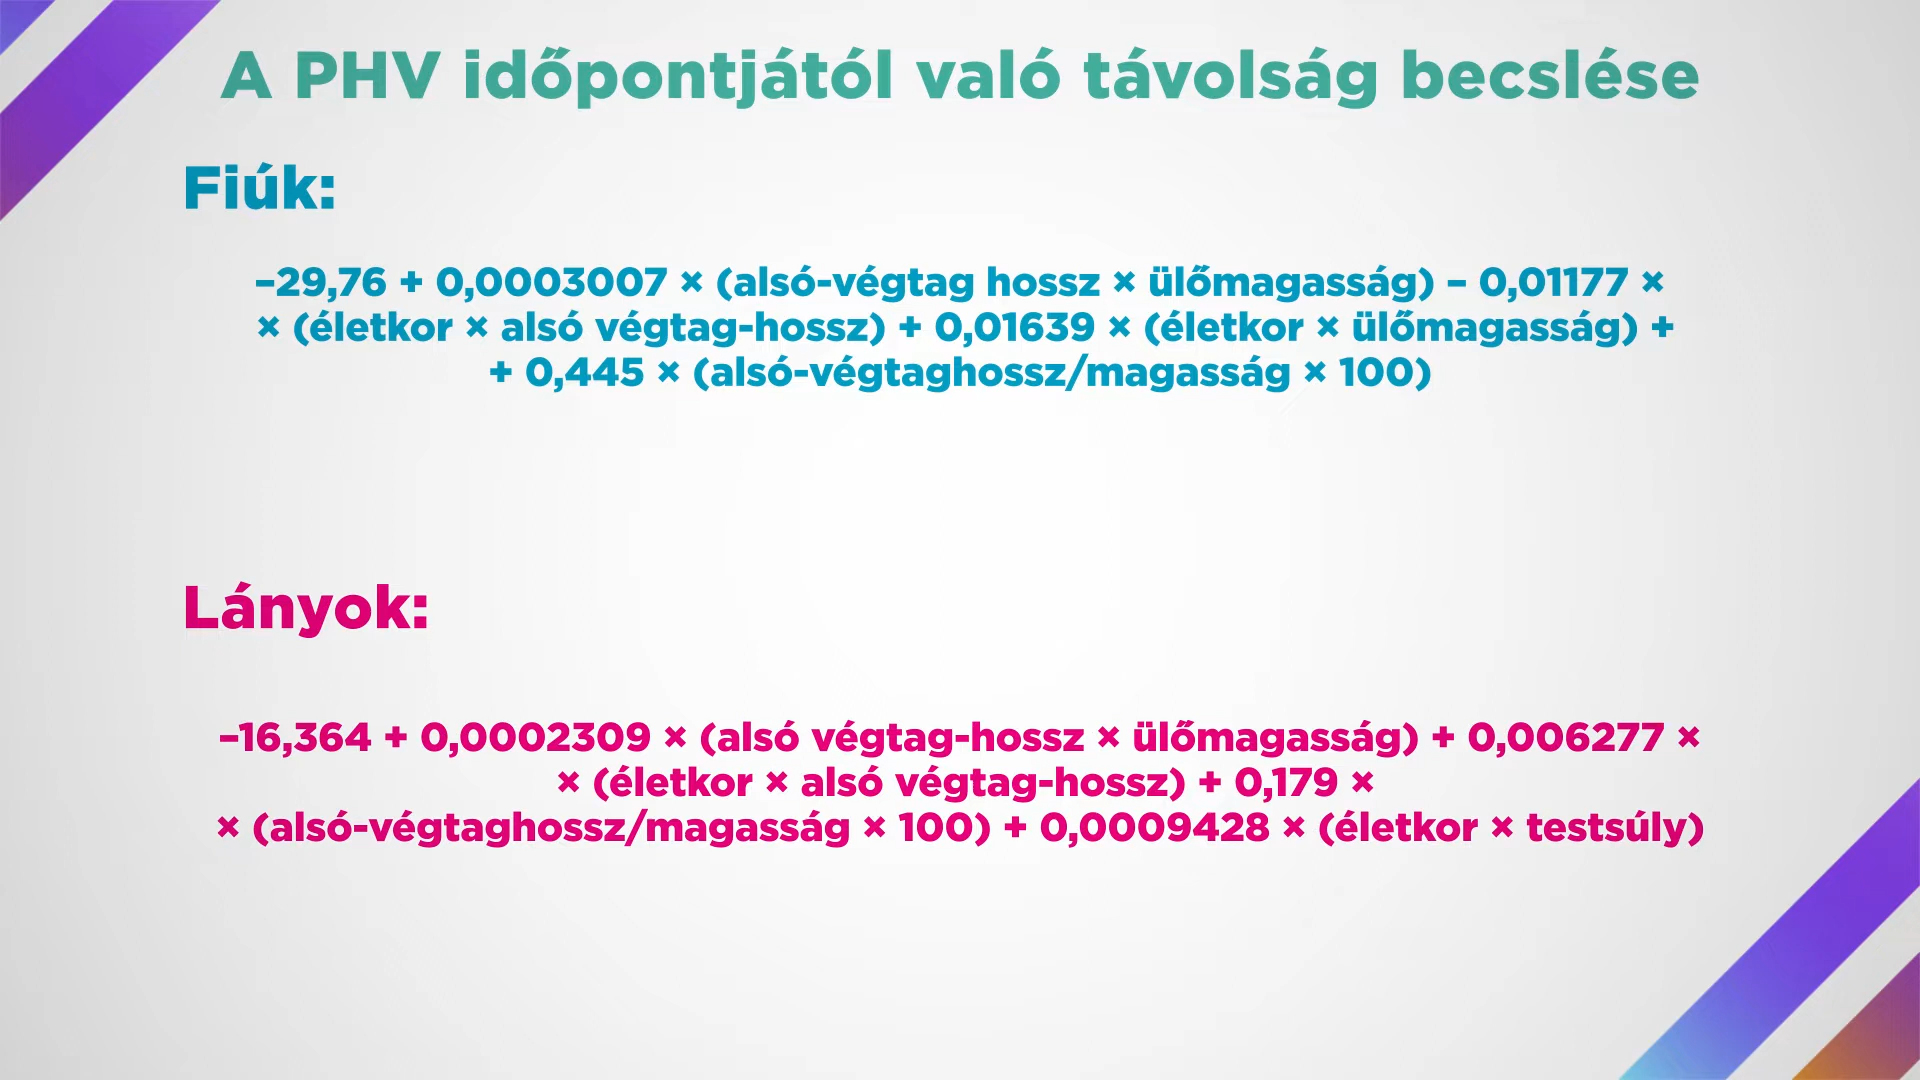 A PHV időpontjától való távolság becslése
Fiúk:
–29,76 + 0,0003007 × (alsó-végtag hossz × ülőmagasság) – 0,01177 ×
× (életkor × alsó végtag-hossz) + 0,01639 × (életkor × ülőmagasság) +
+ 0,445 × (alsó-végtaghossz/magasság × 100)
Lányok:
–16,364 + 0,0002309 × (alsó végtag-hossz × ülőmagasság) + 0,006277 ×
× (életkor × alsó végtag-hossz) + 0,179 ×
× (alsó-végtaghossz/magasság × 100) + 0,0009428 × (életkor × testsúly)